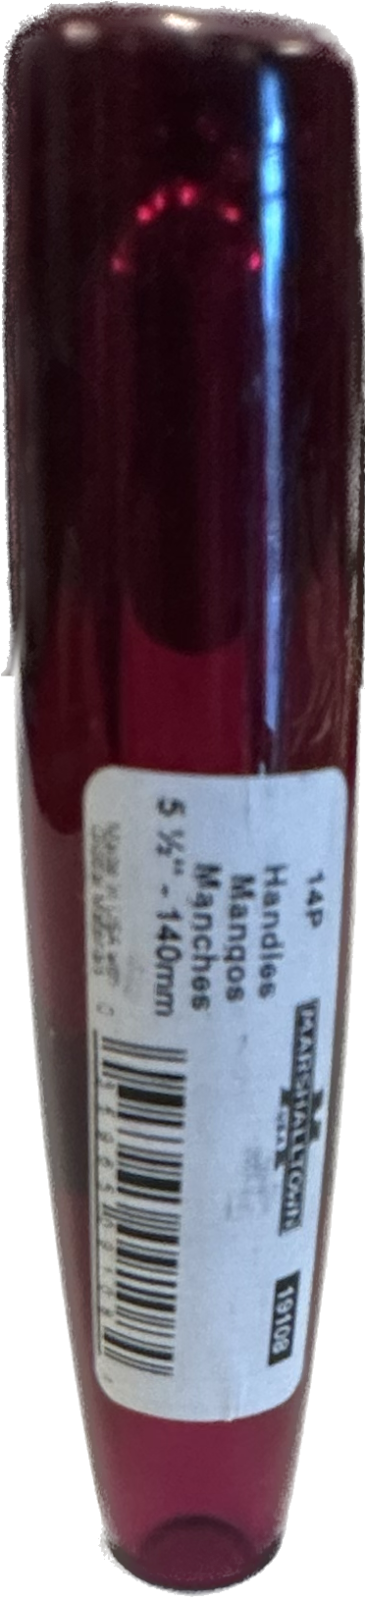 14P
MARSHALLTOWN
19108
Handles
Mangos
Manches
5 ½" - 140mm